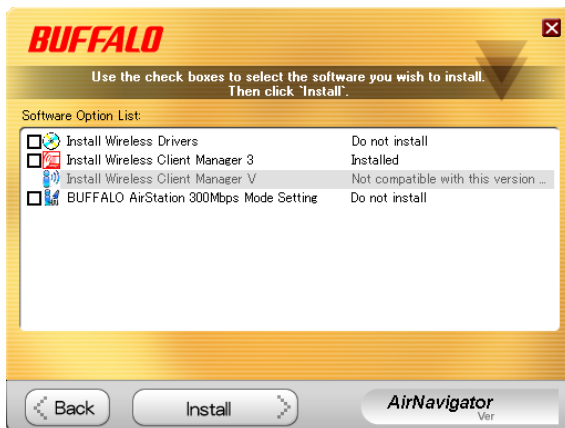 BUFFALO
Use the check boxes to select the software you wish to install.
Then click `Install`.
Software Option List:
Install Wireless Drivers Do not install
Install Wireless Client Manager 3 Installed
Install Wireless Client Manager V Not compatible with this version ...
BUFFALO AirStation 300Mbps Mode Setting Do not install
Back
Install
AirNavigator
Ver